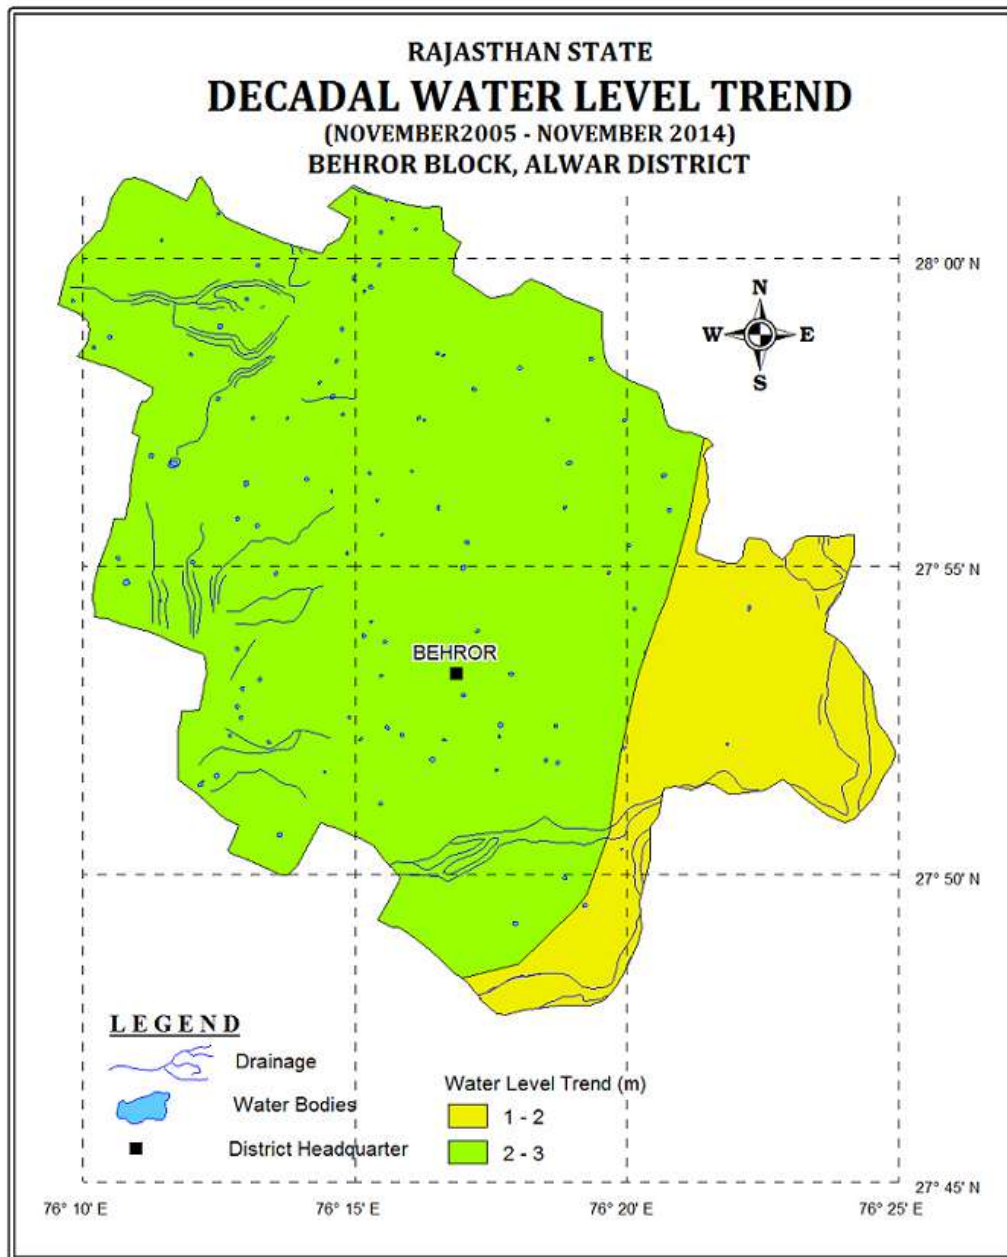 RAJASTHAN STATE
DECADAL WATER LEVEL TREND
(NOVEMBER2005 - NOVEMBER 2014)
BEHROR BLOCK, ALWAR DISTRICT
28° 00' N
N
W E
S
27° 55' N
BEHROR
27° 50' N
LEGEND
Drainage
Water Bodies
District Headquarter
Water Level Trend (m)
1 - 2
2 - 3
27° 45' N
76° 10' E 76° 15' E 76° 20' E 76° 25' E